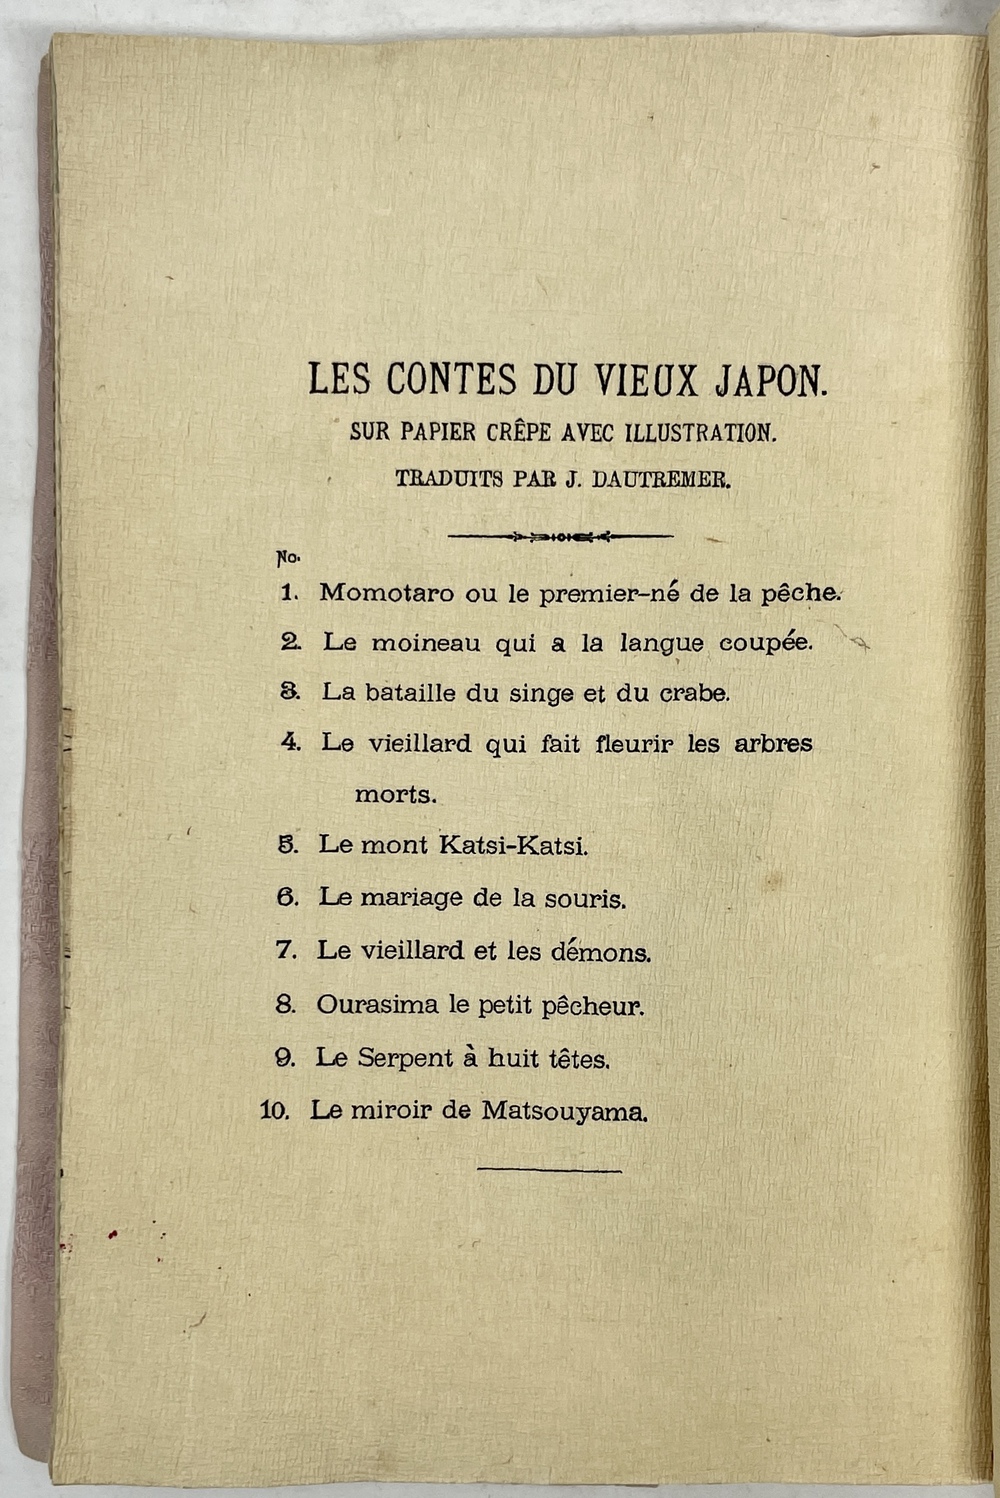 LES CONTES DU VIEUX JAPON.
SUR PAPIER CRÊPE AVEC ILLUSTRATION.
TRADUITS PAR J. DAUTREMER.
No.
1. Momotaro ou le premier-né de la pêche.
2. Le moineau qui a la langue coupée.
3. La bataille du singe et du crabe.
4. Le vieillard qui fait fleurir les arbres
morts.
5. Le mont Katsi-Katsi.
6. Le mariage de la souris.
7. Le vieillard et les démons.
8. Ourasima le petit pêcheur.
9. Le Serpent à huit têtes.
10. Le miroir de Matsouyama.